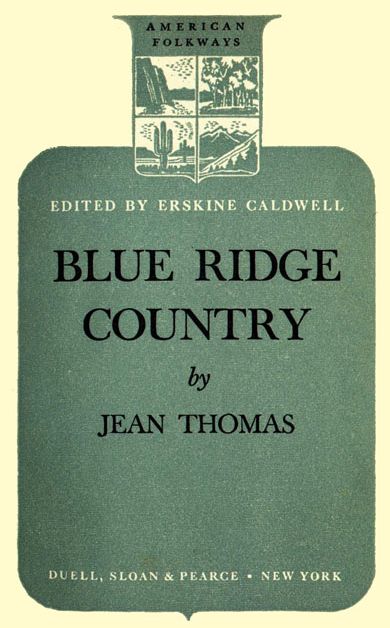 AMERICAN
FOLKWAYS
EDITED BY ERSKINE CALDWELL
BLUE RIDGE
COUNTRY
by
JEAN THOMAS
DUELL, SLOAN & PEARCE • NEW YORK